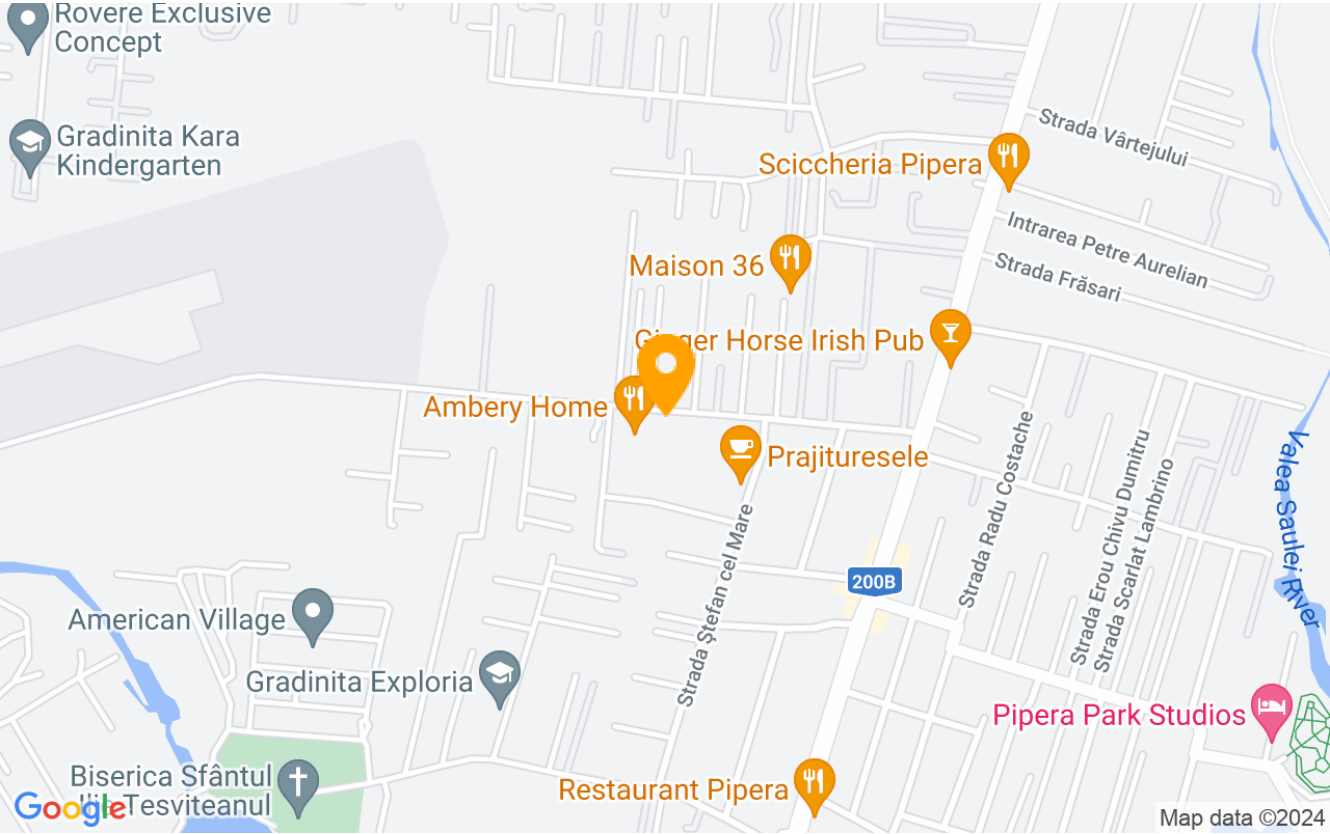 Rovere Exclusive
Concept
Gradinita Kara
Kindergarten
Strada Vârtejului
Sciccheria Pipera
Intrarea Petre Aurelian
Maison 36
Strada Frăsari
Ginger Horse Irish Pub
Ambery Home
Prajituresele
Strada Radu Costache
Strada Erou Chivu Dumitru
Strada Scarlat Lambrino
Valea Saulei River
Strada Ștefan cel Mare
200B
American Village
Gradinita Exploria
Pipera Park Studios
Biserica Sfântul
Ilie Tesviteanul
Restaurant Pipera
Google
Map data ©2024